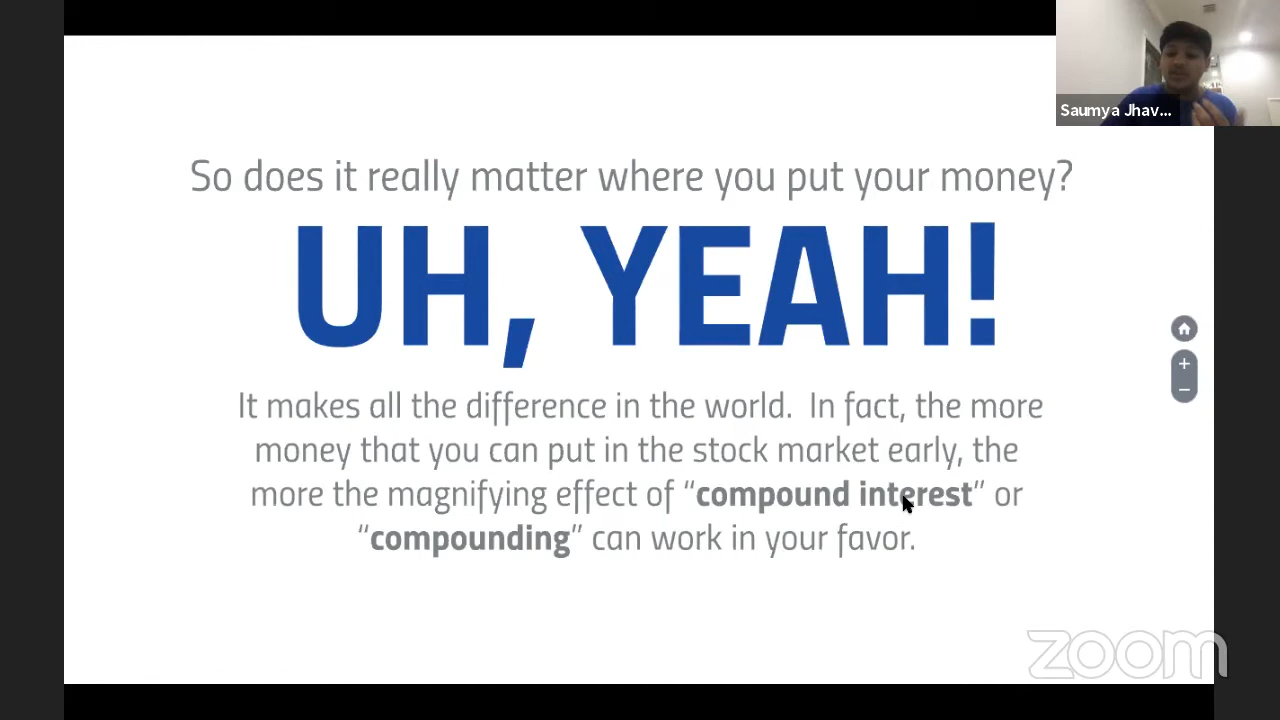 Saumya Jhav...
So does it really matter where you put your money?
UH, YEAH!
It makes all the difference in the world.  In fact, the more
money that you can put in the stock market early, the
more the magnifying effect of “compound interest” or
“compounding” can work in your favor.
zoom